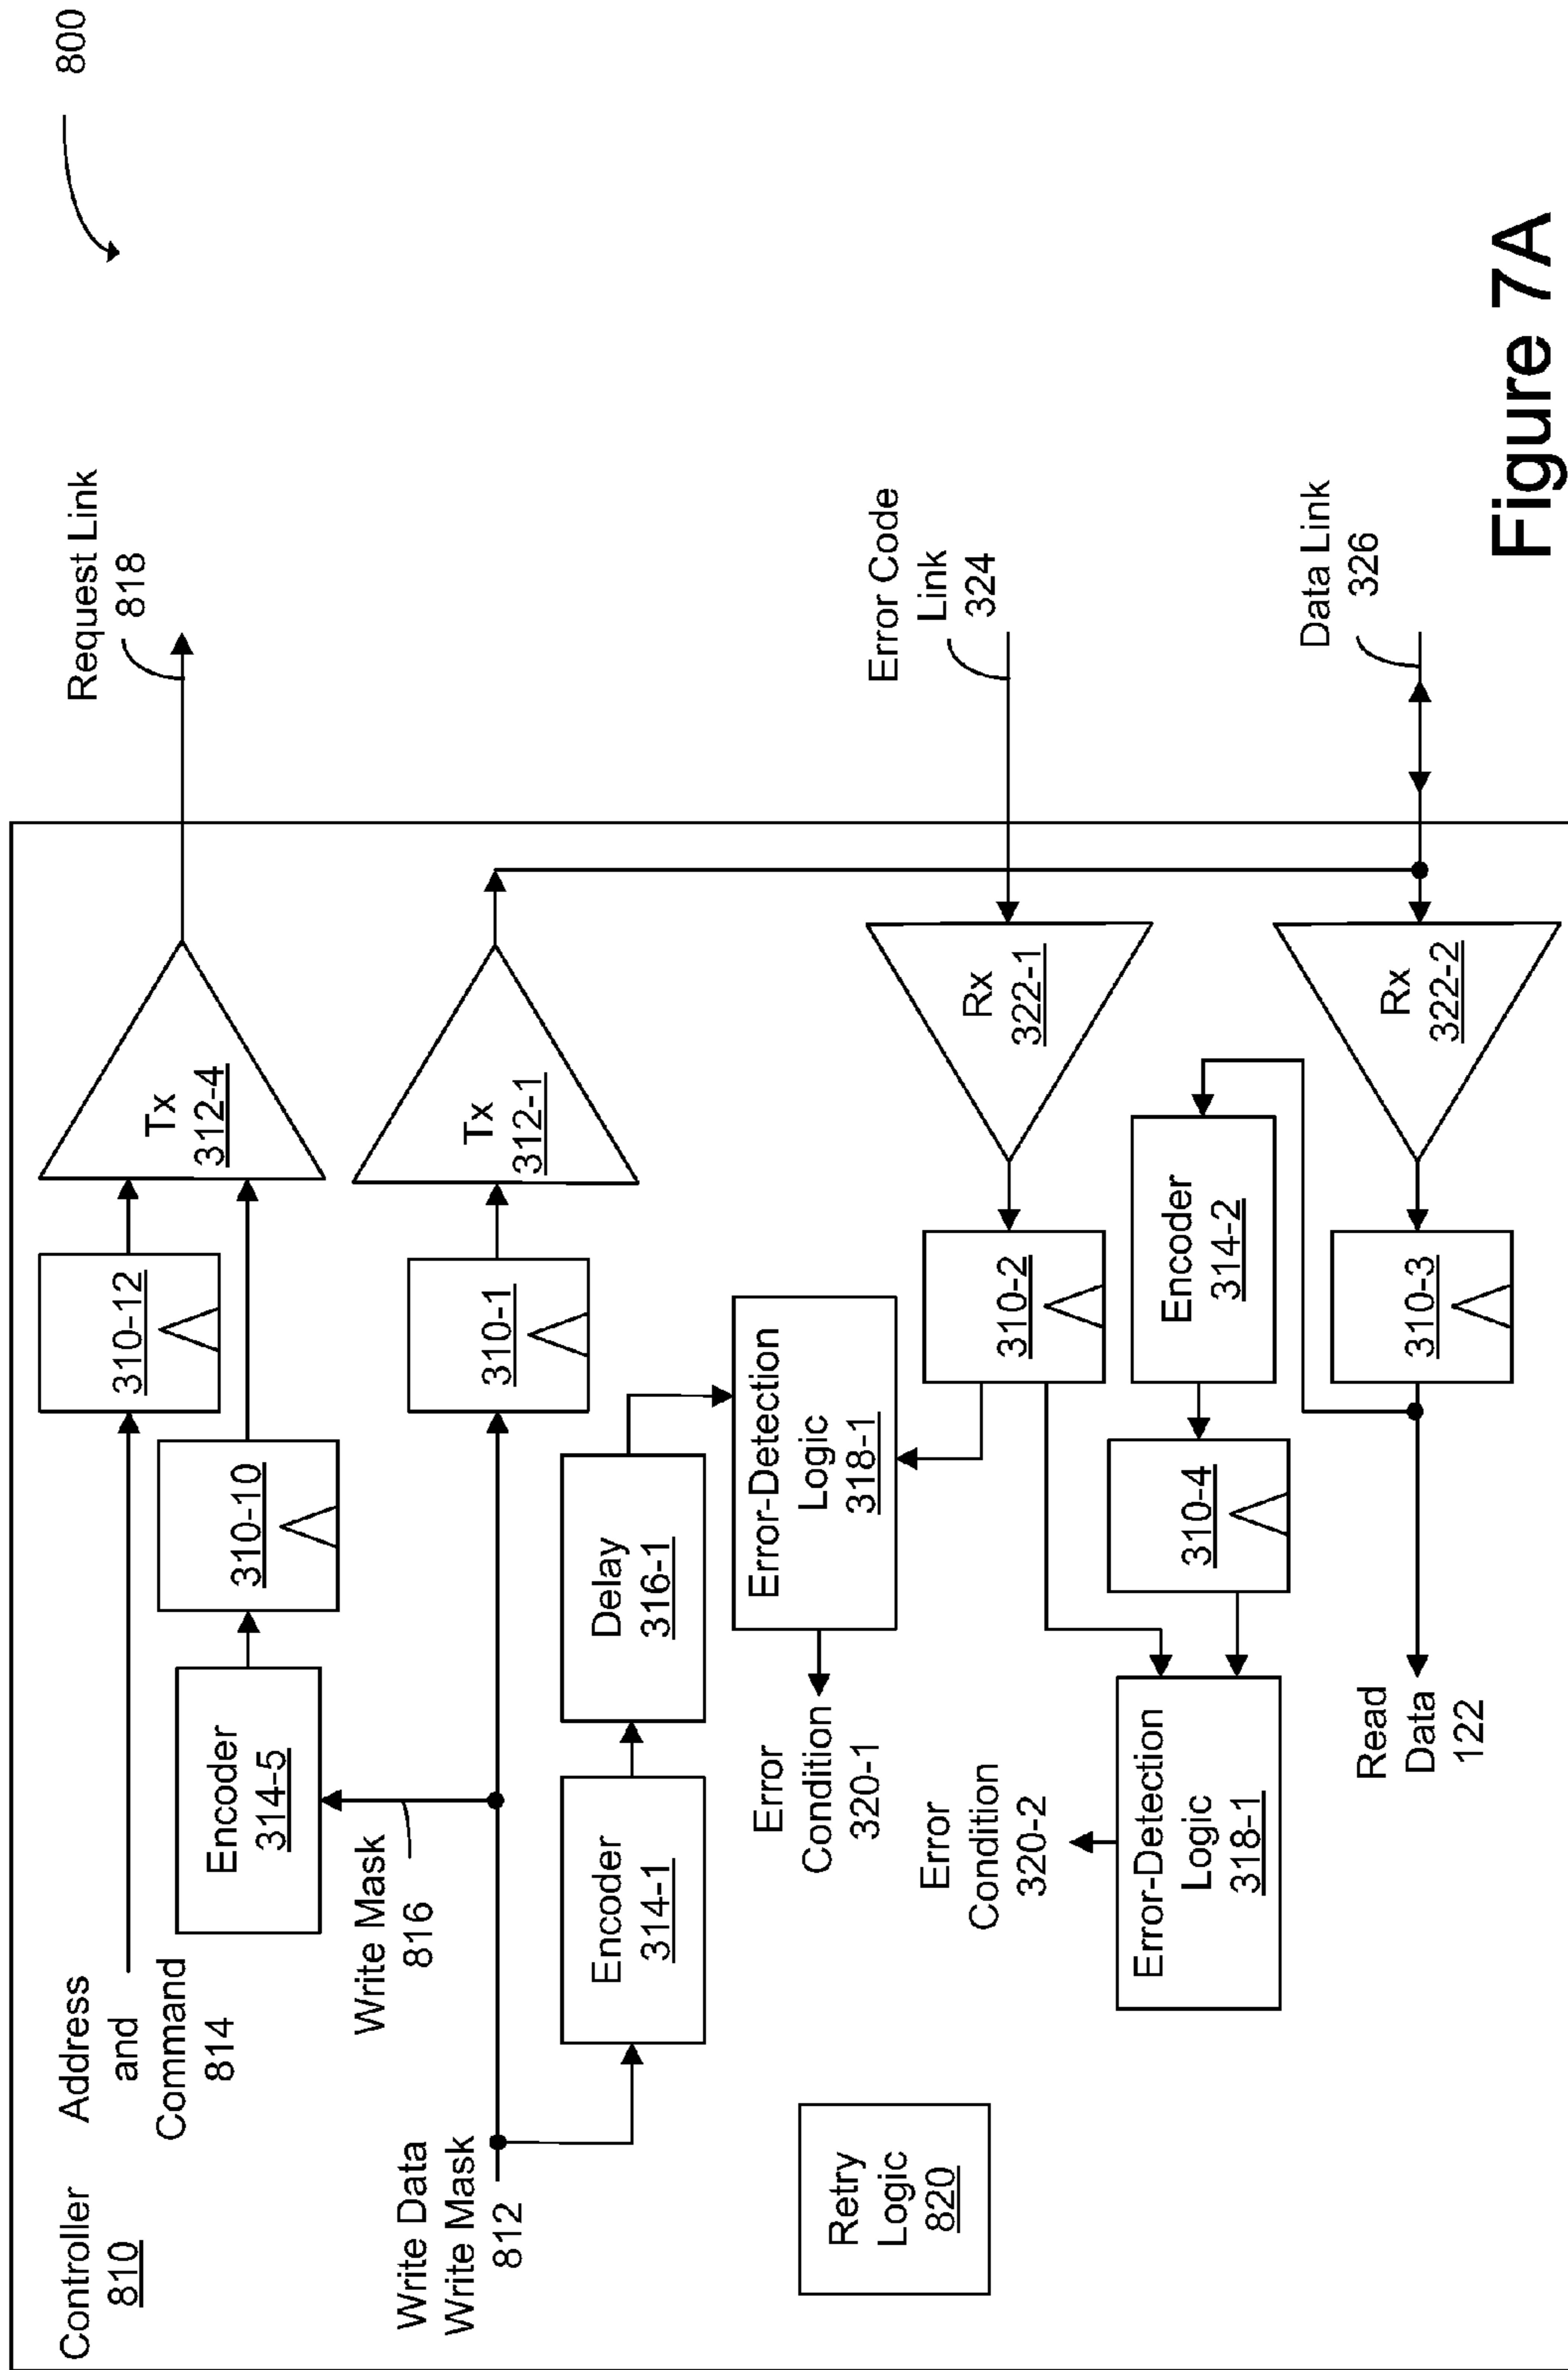 800
Controller
810
Address
and
Command
814
Encoder
314-5
310-10
310-12
Tx
312-4
Request Link
818
Write Mask
816
Write Data
Write Mask
812
310-1
Tx
312-1
Encoder
314-1
Delay
316-1
Error-Detection
Logic
318-1
Error
Condition
320-1
Retry
Logic
820
310-2
Rx
322-1
Error Code
Link
324
Error
Condition
320-2
Error-Detection
Logic
318-1
310-4
Encoder
314-2
Read
Data
122
310-3
Rx
322-2
Data Link
326
Figure 7A